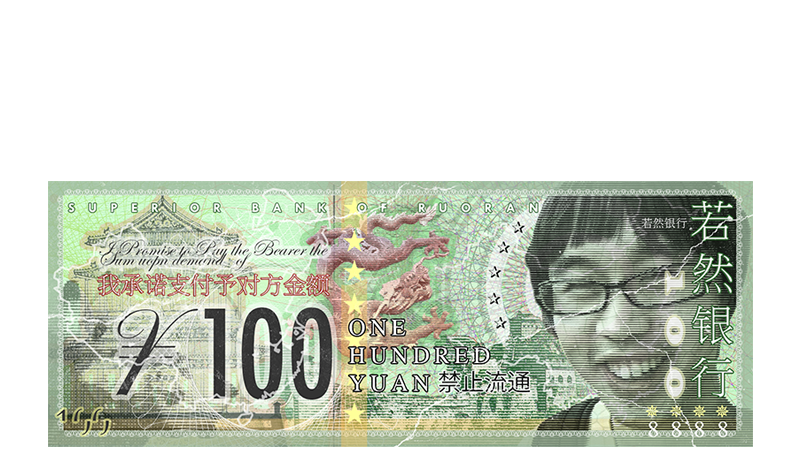 SUPERIOR BANK OF RUORAN
若然银行
I Promise to Pay the Bearer the
Sum uopn demend of
我承诺支付予对方金额
¥100
ONE
HUNDRED
YUAN 禁止流通
若然银行
100
8888